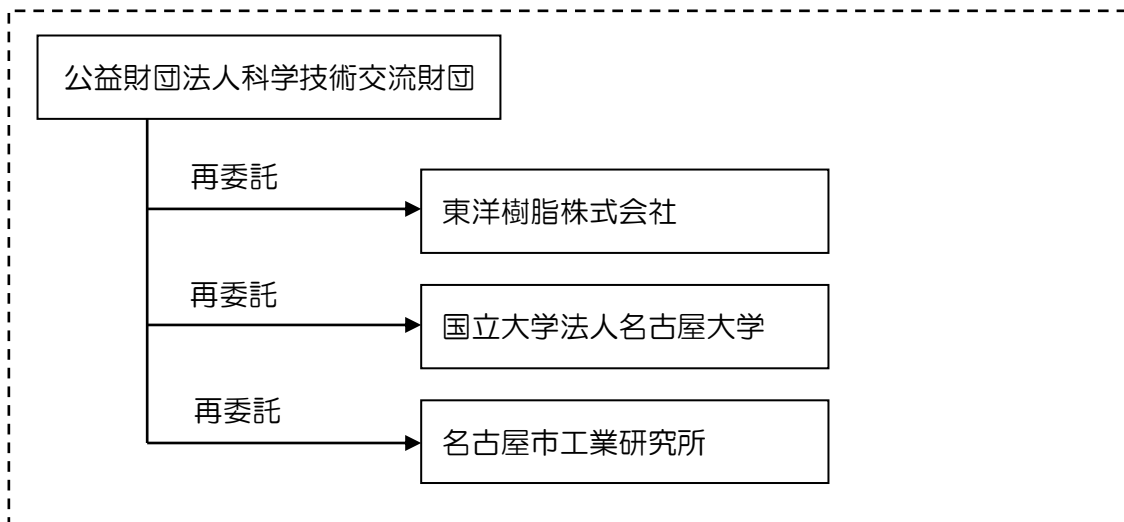 公益財団法人科学技術交流財団
再委託
東洋樹脂株式会社
再委託
国立大学法人名古屋大学
再委託
名古屋市工業研究所